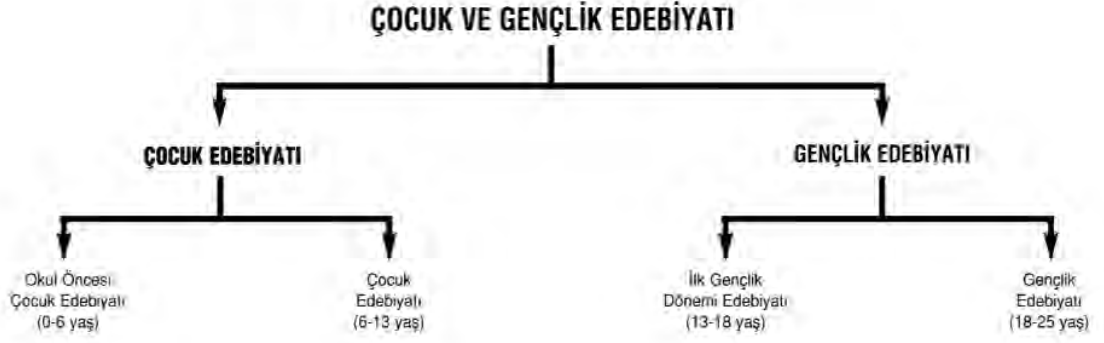 ÇOCUK VE GENÇLİK EDEBİYATI
ÇOCUK EDEBİYATI
GENÇLİK EDEBİYATI
Okul Öncesi
Çocuk Edebiyatı
(0-6 yaş)
Çocuk
Edebiyatı
(6-13 yaş)
İlk Gençlik
Dönemi Edebiyatı
(13-18 yaş)
Gençlik
Edebiyatı
(18-25 yaş)